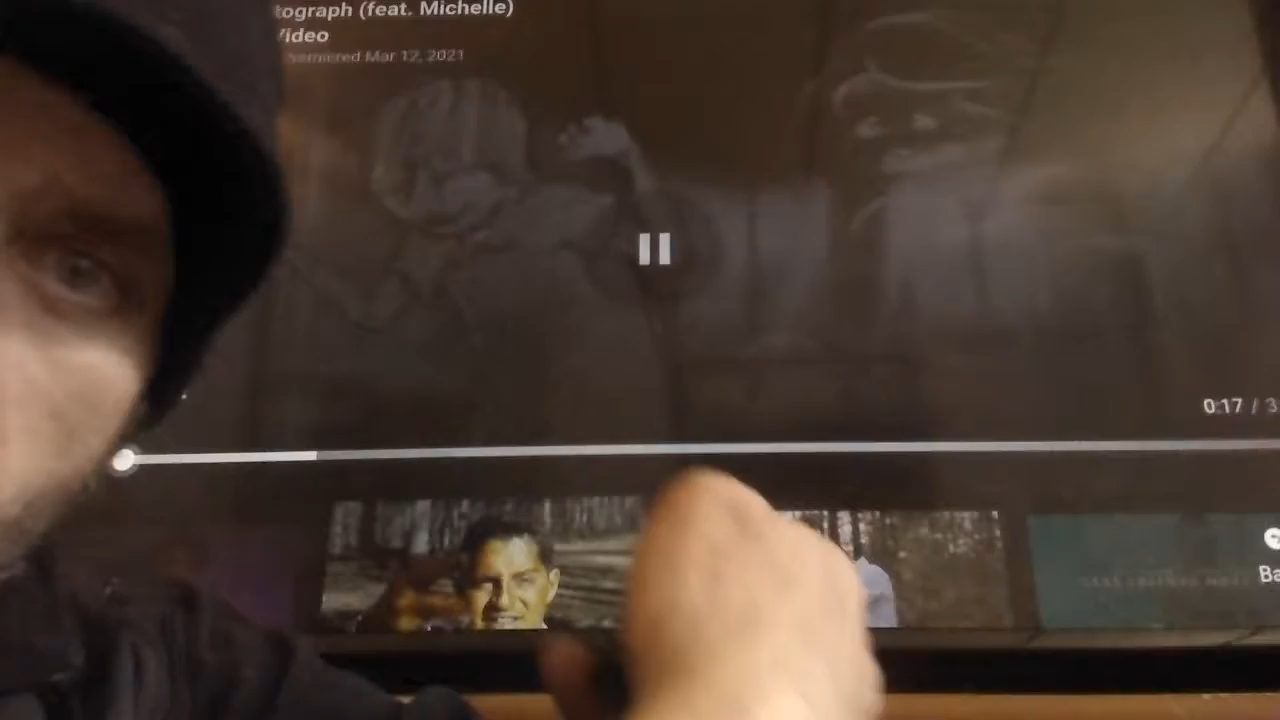 tograph (feat. Michelle)
Video
Premiered Mar 12, 2021
0:17 / 3
Ba